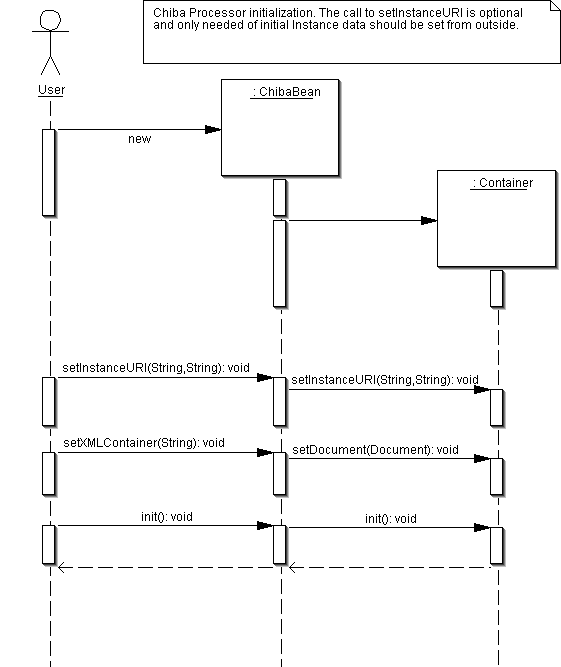 Chiba Processor initialization. The call to setInstanceURI is optional
and only needed of initial Instance data should be set from outside.
User
: ChibaBean
new
: Container
setInstanceURI(String,String): void
setInstanceURI(String,String): void
setXMLContainer(String): void
setDocument(Document): void
init(): void
init(): void